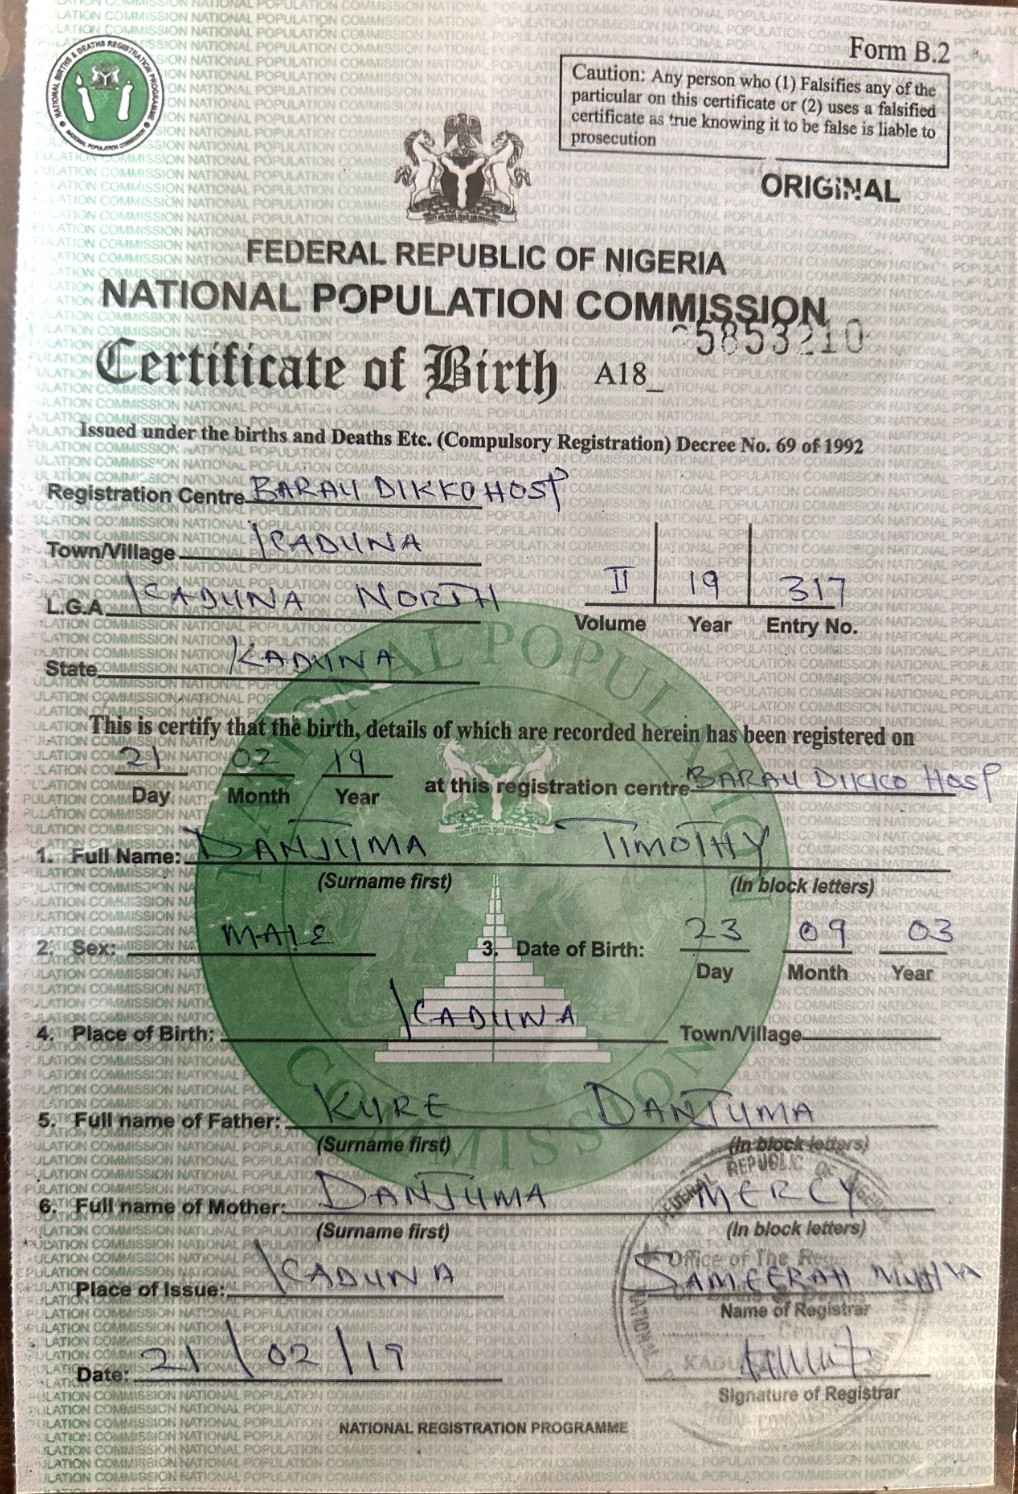 Form B.2
NATIONAL BIRTHS & DEATHS REGISTRATION PROGRAMME
NATIONAL POPULATION COMMISSION
Caution: Any person who (1) Falsifies any of the
particular on this certificate or (2) uses a falsified
certificate as true knowing it to be false is liable to
prosecution
ORIGINAL
FEDERAL REPUBLIC OF NIGERIA
NATIONAL POPULATION COMMISSION
5853210
Certificate of Birth A18_
Issued under the births and Deaths Etc. (Compulsory Registration) Decree No. 69 of 1992
Registration Centre BARAU DIKKO HOSP
Town/Village KADUNA
L.G.A KADUNA NORTH
II 19 317
Volume Year Entry No.
State KADUNA
This is certify that the birth, details of which are recorded herein has been registered on
21 02 19 at this registration centre BARAU DIKKO HOSP
Day Month Year
1. Full Name: DANJUMA TIMOTHY
(Surname first) (In block letters)
2. Sex: MALE 3. Date of Birth: 23 09 03
Day Month Year
4. Place of Birth: KADUNA Town/Village
5. Full name of Father: KURE DANJUMA
(Surname first) (In block letters)
6. Full name of Mother: DANJUMA MERCY
(Surname first) (In block letters)
Place of Issue: KADUNA
SAMEERAH
Name of Registrar
Date: 21/02/19
Signature of Registrar
NATIONAL REGISTRATION PROGRAMME